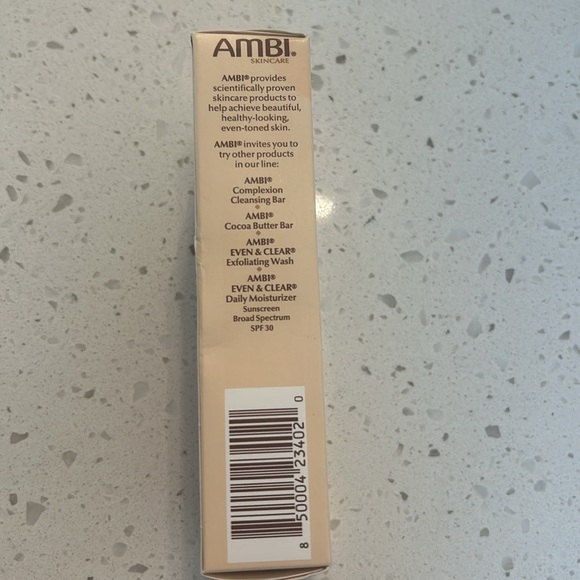 AMBI®
SKINCARE
AMBI® provides
scientifically proven
skincare products to
help achieve beautiful,
healthy-looking,
even-toned skin.
AMBI® invites you to
try other products
in our line:
AMBI®
Complexion
Cleansing Bar
AMBI®
Cocoa Butter Bar
AMBI®
EVEN & CLEAR®
Exfoliating Wash
AMBI®
EVEN & CLEAR®
Daily Moisturizer
Sunscreen
Broad Spectrum
SPF 30
8 50004 23402 0